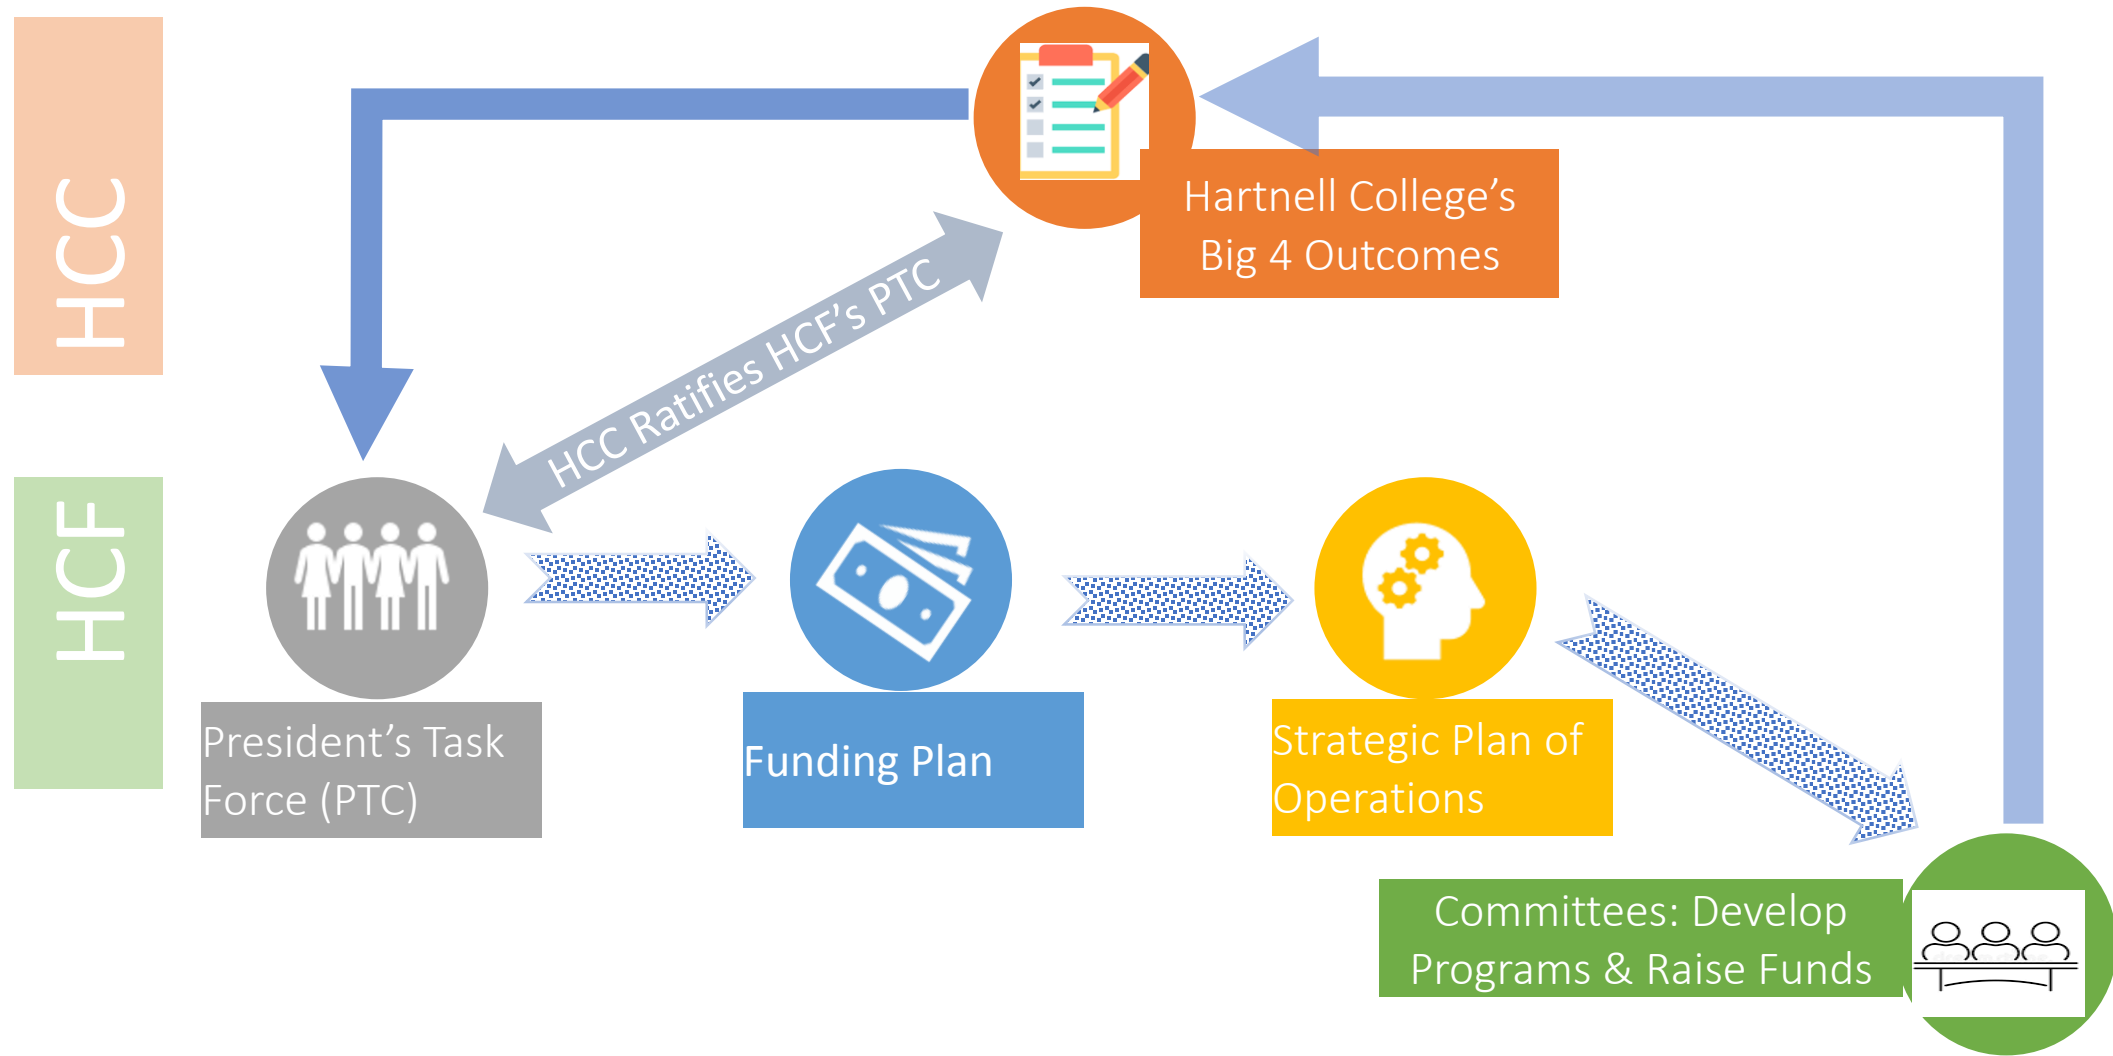 HCC
Hartnell College’s
Big 4 Outcomes
HCC Ratifies HCF’s PTC
HCF
President’s Task
Force (PTC)
Funding Plan
Strategic Plan of
Operations
Committees: Develop
Programs & Raise Funds